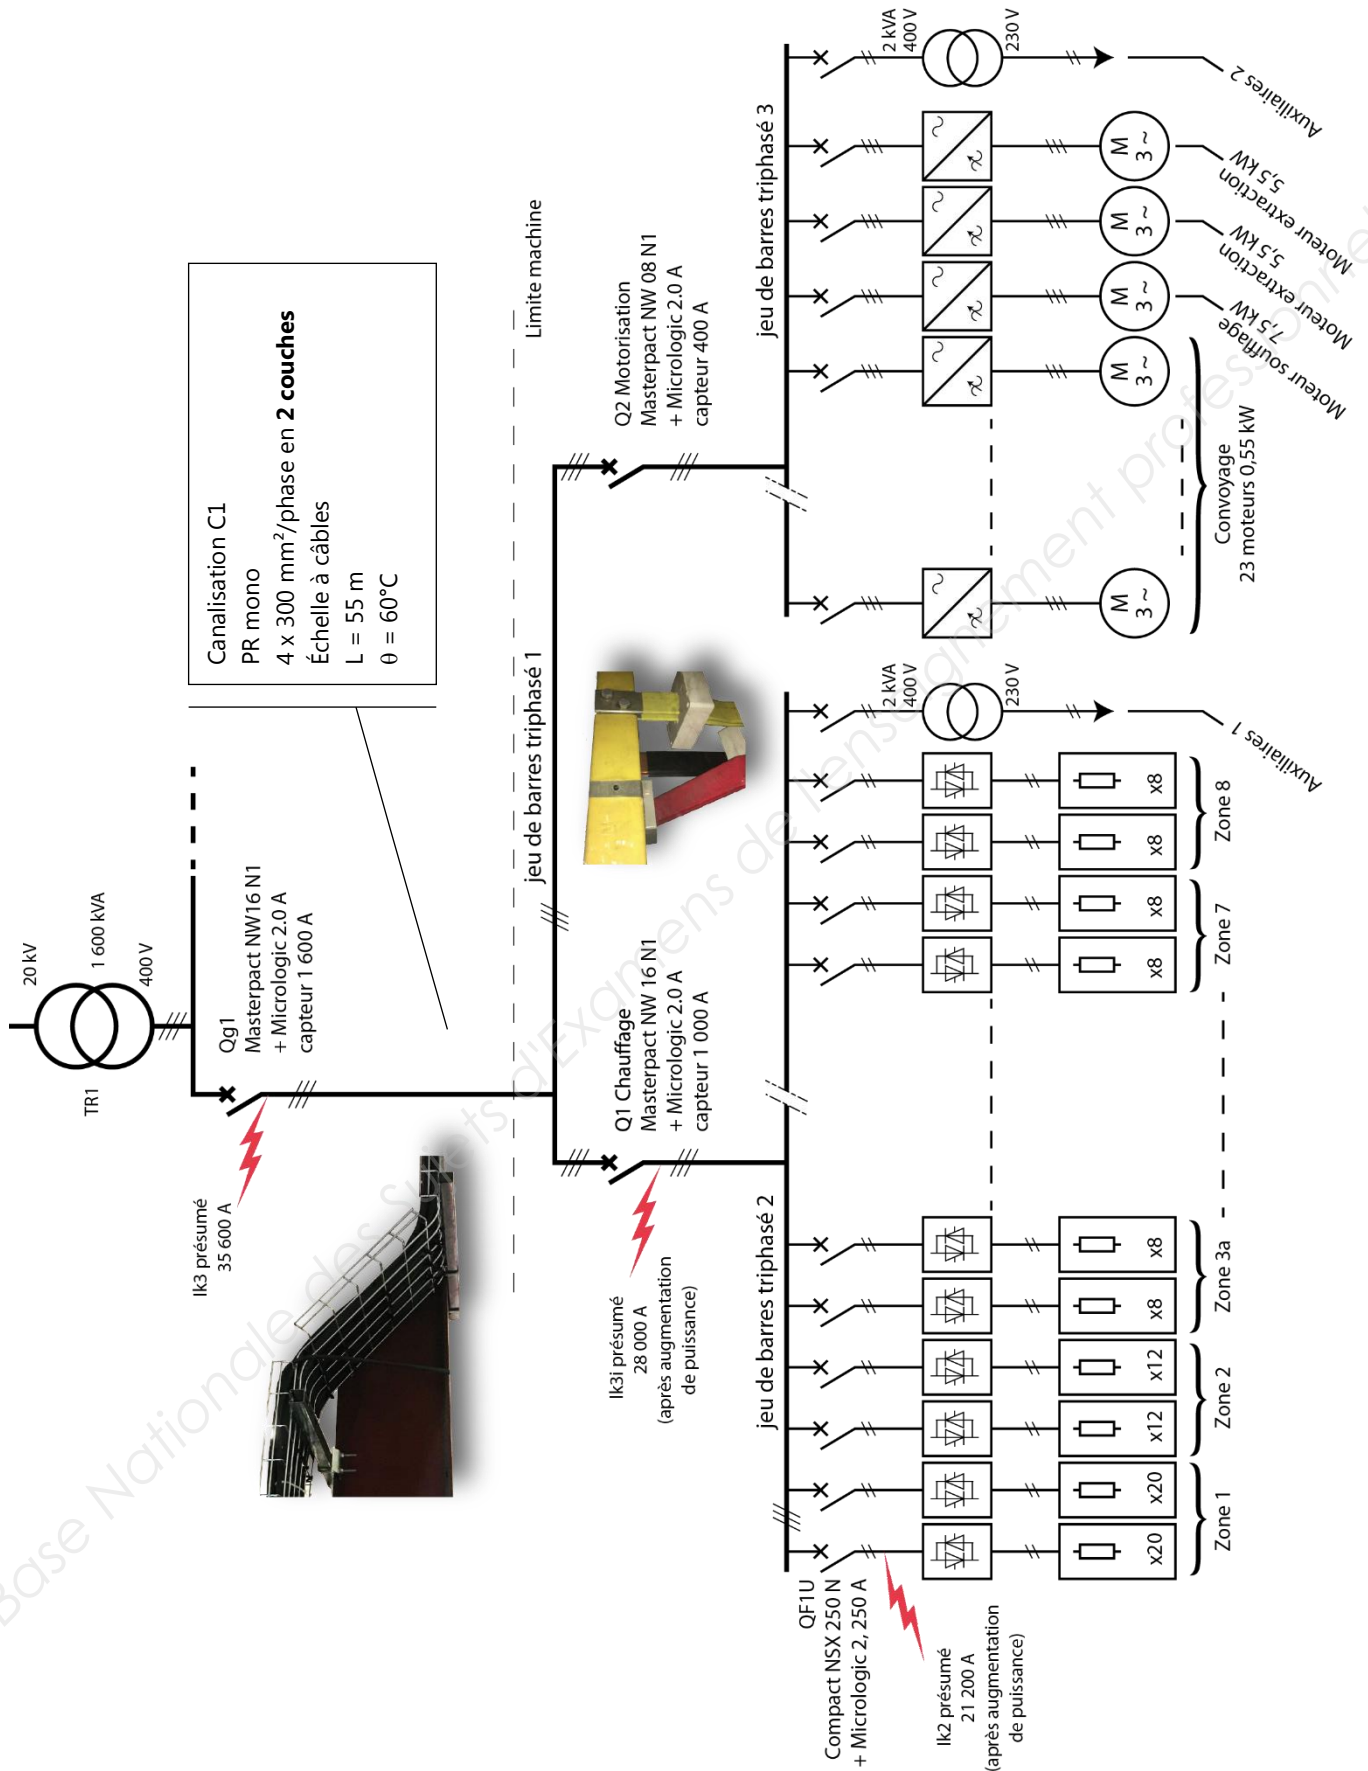 20 kV
1 600 kVA
400 V
TR1
Qg1
Masterpact NW16 N1
+ Micrologic 2.0 A
capteur 1 600 A
Ik3 présumé
35 600 A
Canalisation C1
PR mono
4 x 300 mm²/phase en 2 couches
Échelle à câbles
L = 55 m
θ = 60°C
Limite machine
jeu de barres triphasé 1
Q1 Chauffage
Masterpact NW 16 N1
+ Micrologic 2.0 A
capteur 1 000 A
Ik3i présumé
28 000 A
(après augmentation
de puissance)
Q2 Motorisation
Masterpact NW 08 N1
+ Micrologic 2.0 A
capteur 400 A
jeu de barres triphasé 2
QF1U
Compact NSX 250 N
+ Micrologic 2, 250 A
Ik2 présumé
21 200 A
(après augmentation
de puissance)
x20
x20
x12
x12
x8
x8
x8
x8
x8
x8
Zone 1
Zone 2
Zone 3a
Zone 7
Zone 8
2 kVA
400 V
230 V
Auxiliaires 1
jeu de barres triphasé 3
M
3 ~
M
3 ~
M
3 ~
M
3 ~
M
3 ~
Convoyage
23 moteurs 0,55 kW
Moteur soufflage
7,5 kW
Moteur extraction
5,5 kW
Moteur extraction
5,5 kW
2 kVA
400 V
230 V
Auxiliaires 2
Base Nationale des Sujets d'Examens de l'enseignement professionnel